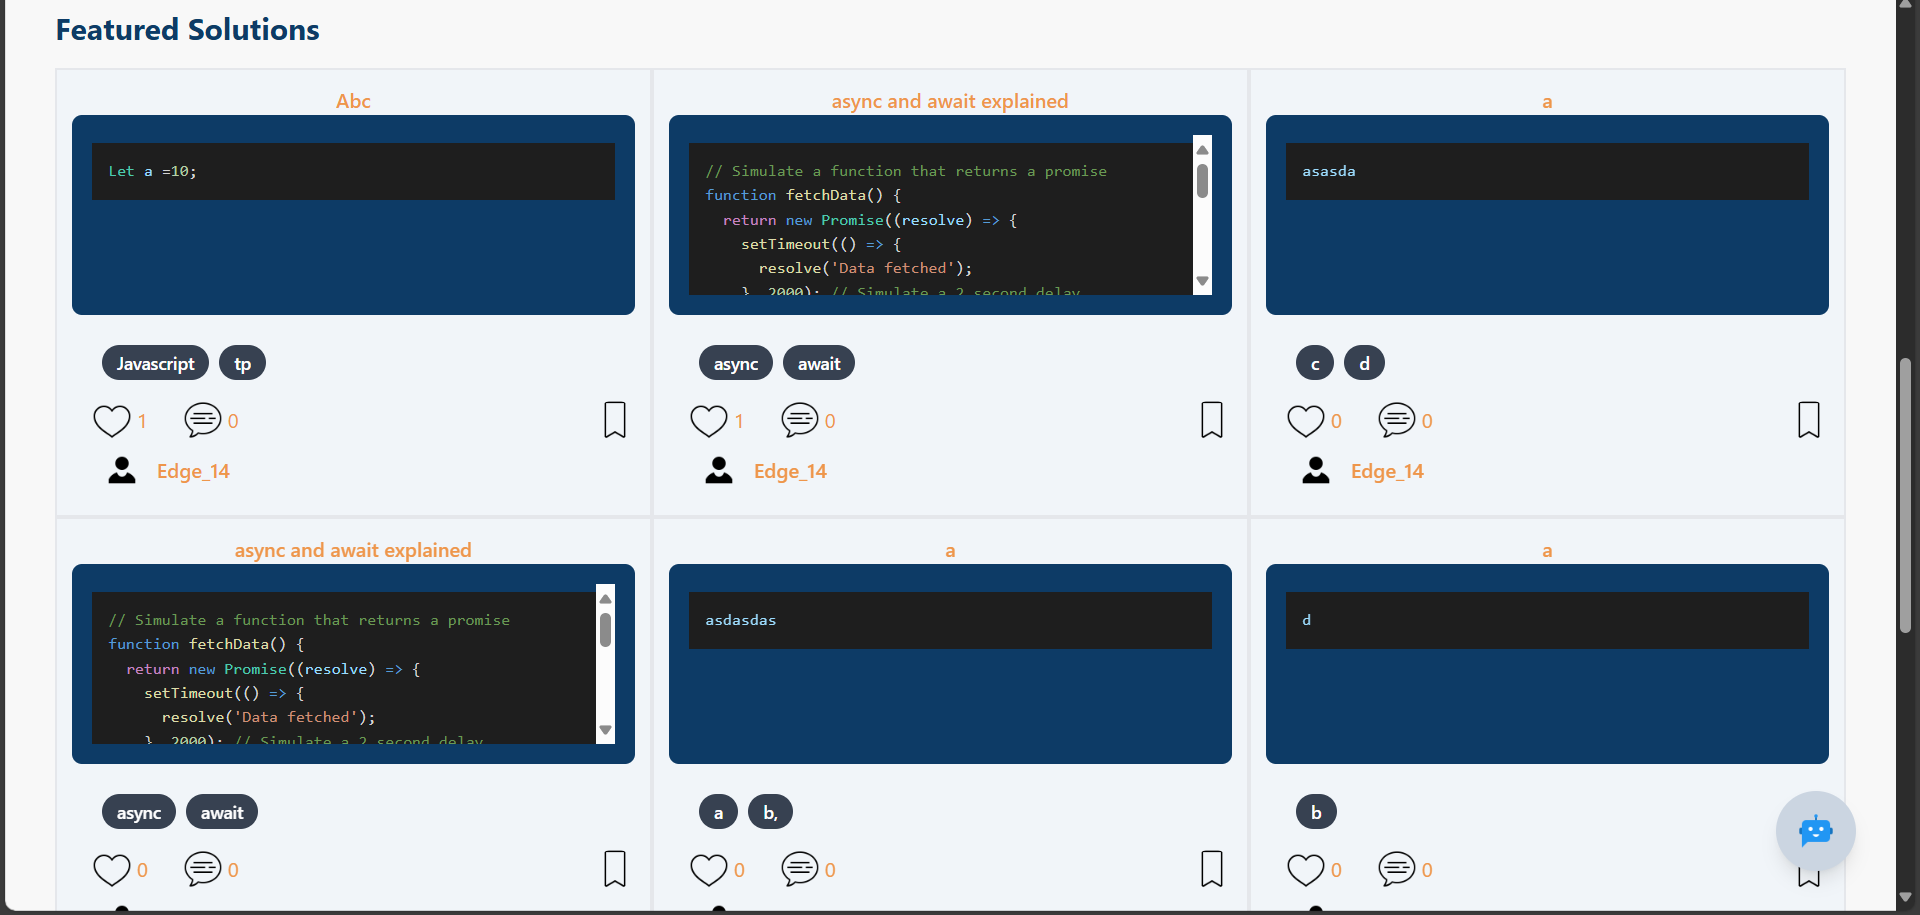 Featured Solutions
Abc
Let a =10;
Javascript tp
1 0
Edge_14
async and await explained
// Simulate a function that returns a promise
function fetchData() {
return new Promise((resolve) => {
setTimeout(() => {
resolve('Data fetched');
}, 2000); // Simulate a 2 second delay
async await
1 0
Edge_14
a
asasda
c d
0 0
Edge_14
async and await explained
// Simulate a function that returns a promise
function fetchData() {
return new Promise((resolve) => {
setTimeout(() => {
resolve('Data fetched');
}, 2000); // Simulate a 2 second delay
async await
0 0
a
asdasdas
a b,
0 0
a
d
b
0 0